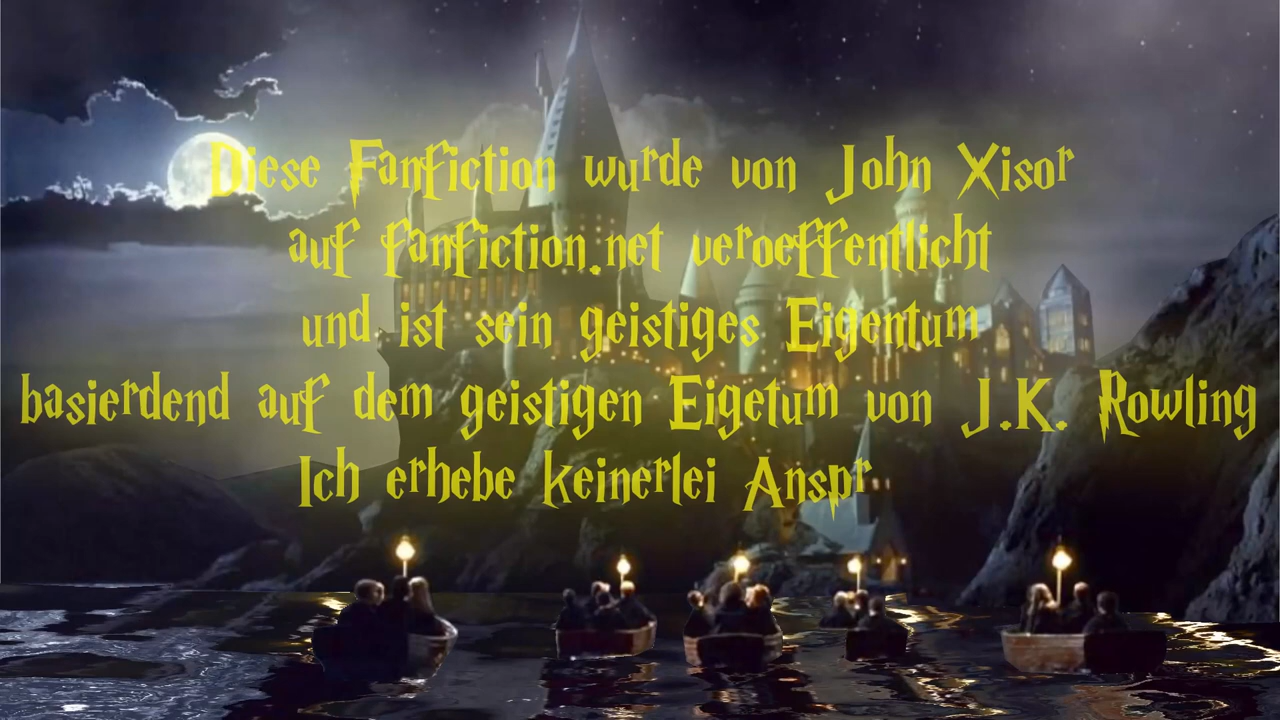 Diese Fanfiction wurde von John Xisor
auf fanfiction.net veroeffentlicht
und ist sein geistiges Eigentum
basierdend auf dem geistigen Eigetum von J.K. Rowling
Ich erhebe keinerlei Anspr